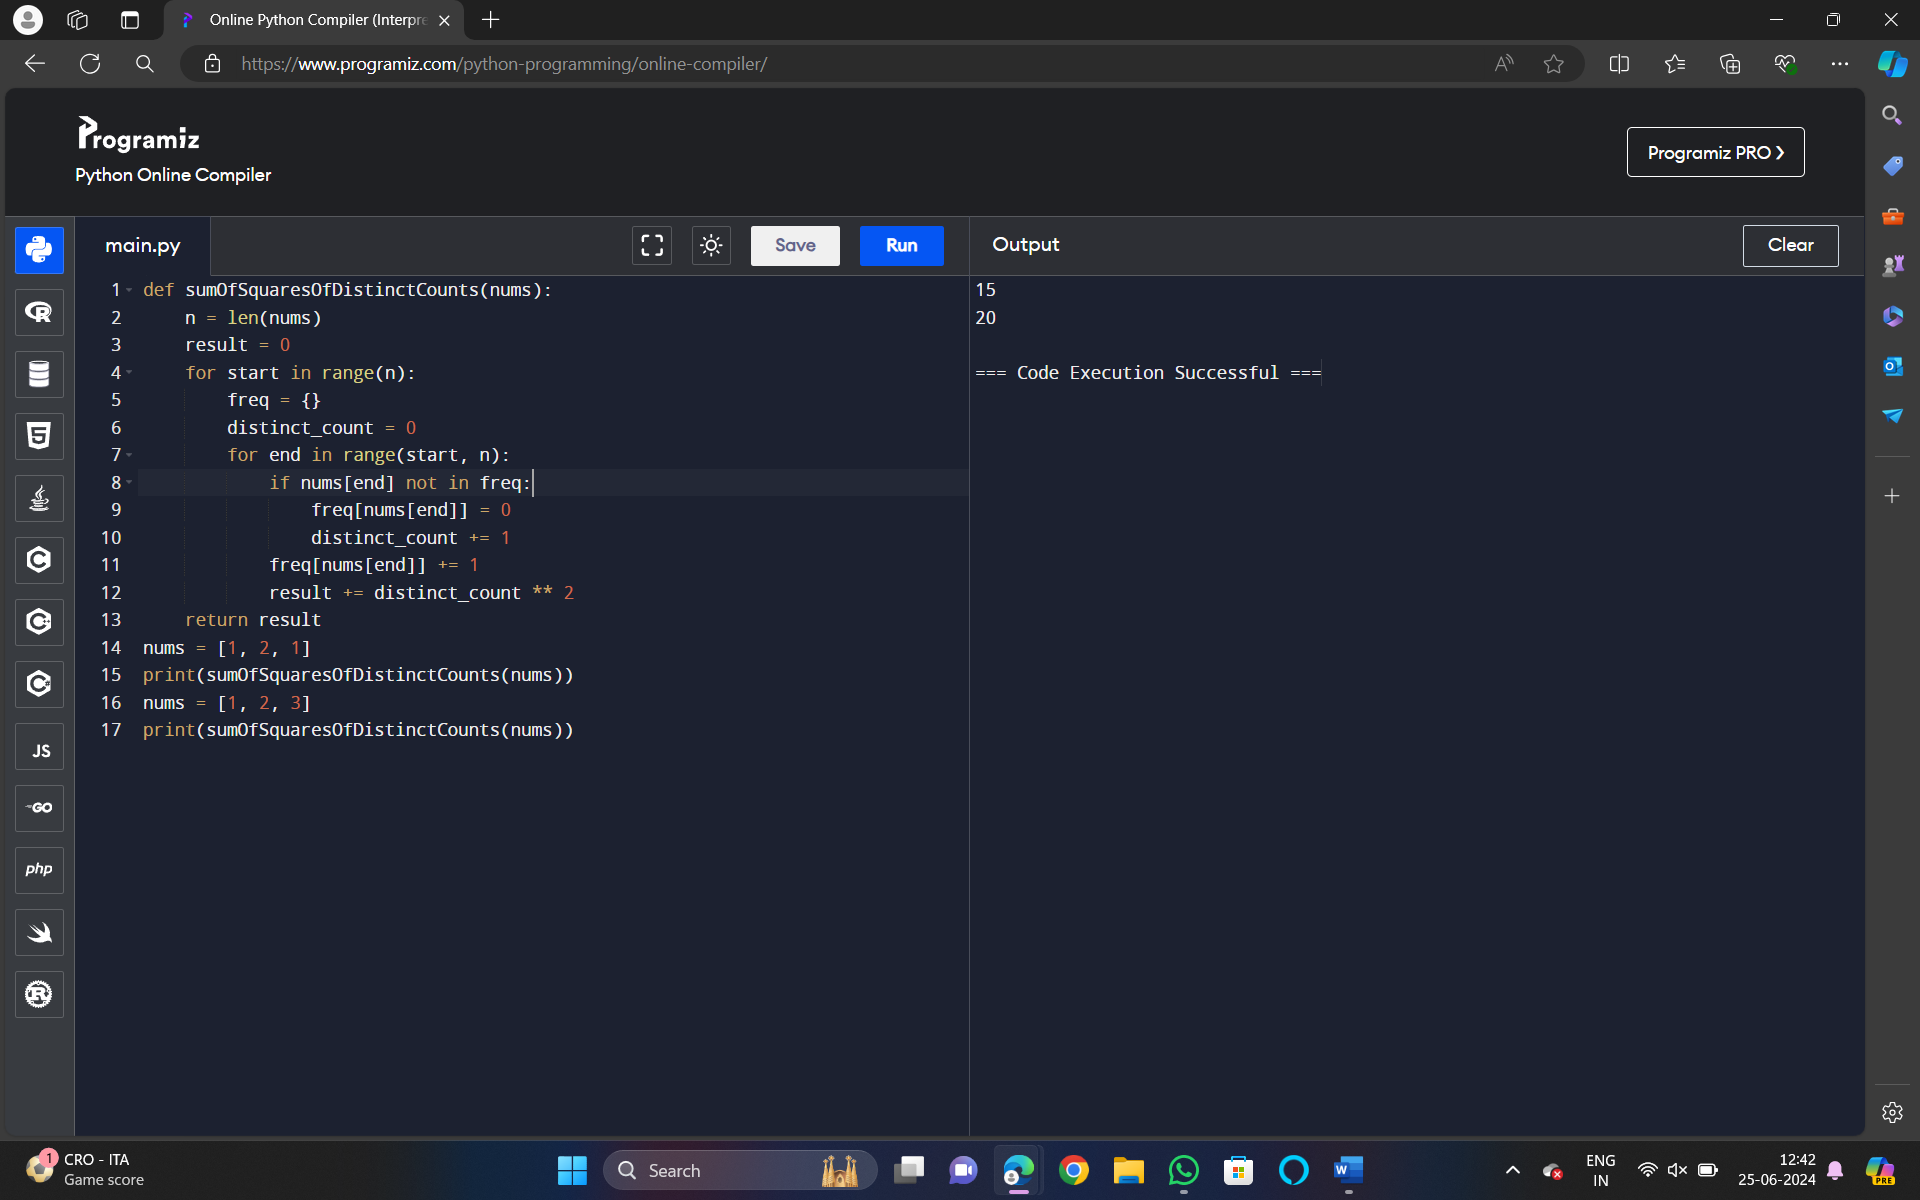 Online Python Compiler (Interpre
https://www.programiz.com/python-programming/online-compiler/
Programiz
Python Online Compiler
Programiz PRO ❯
main.py
Save
Run
Output
Clear
1 def sumOfSquaresOfDistinctCounts(nums):
2     n = len(nums)
3     result = 0
4     for start in range(n):
5         freq = {}
6         distinct_count = 0
7         for end in range(start, n):
8             if nums[end] not in freq:
9                 freq[nums[end]] = 0
10                 distinct_count += 1
11             freq[nums[end]] += 1
12             result += distinct_count ** 2
13     return result
14 nums = [1, 2, 1]
15 print(sumOfSquaresOfDistinctCounts(nums))
16 nums = [1, 2, 3]
17 print(sumOfSquaresOfDistinctCounts(nums))
15
20
=== Code Execution Successful ===
JS
GO
php
1
CRO - ITA
Game score
Search
ENG
IN
12:42
25-06-2024
PRE